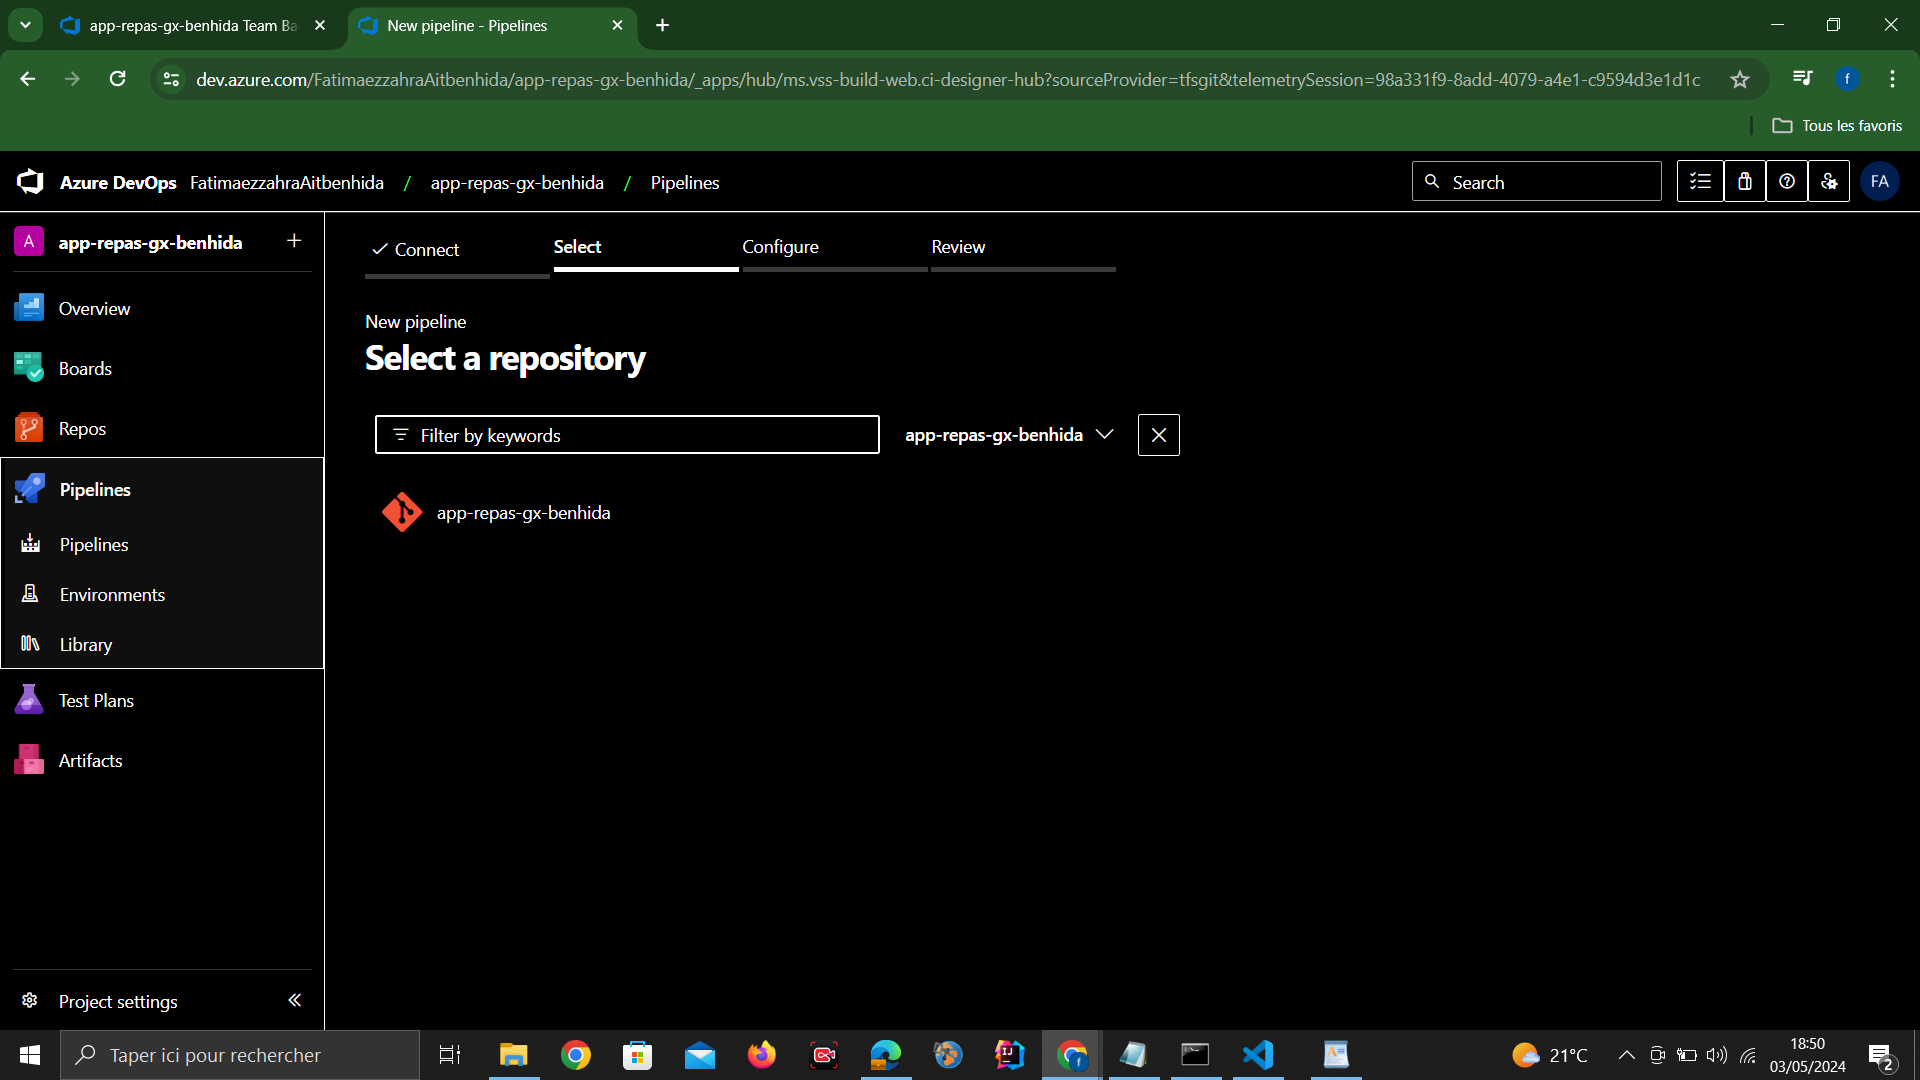 app-repas-gx-benhida Team Ba
New pipeline - Pipelines
dev.azure.com/FatimaezzahraAitbenhida/app-repas-gx-benhida/_apps/hub/ms.vss-build-web.ci-designer-hub?sourceProvider=tfsgit&telemetrySession=98a331f9-8add-4079-a4e1-c9594d3e1d1c
f
Tous les favoris
Azure DevOps FatimaezzahraAitbenhida / app-repas-gx-benhida / Pipelines
Search
FA
A app-repas-gx-benhida
Connect
Select
Configure
Review
Overview
Boards
Repos
Pipelines
Pipelines
Environments
Library
Test Plans
Artifacts
Project settings
New pipeline
Select a repository
Filter by keywords
app-repas-gx-benhida
app-repas-gx-benhida
Taper ici pour rechercher
21°C
18:50
03/05/2024
2